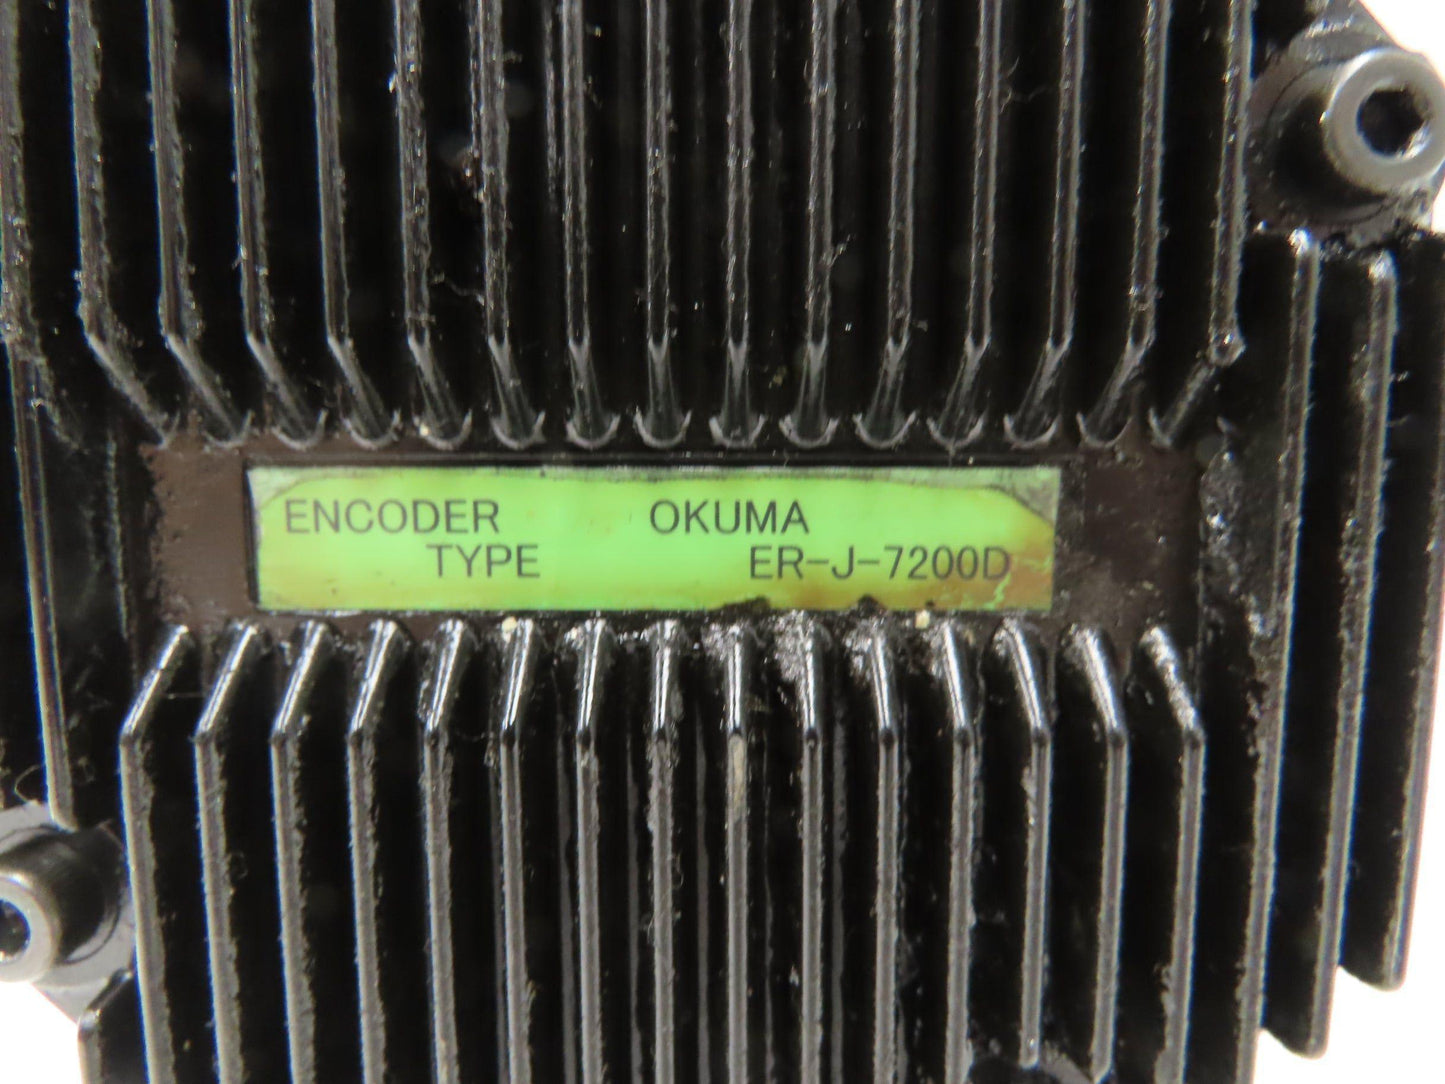 ENCODER OKUMA
TYPE ER-J-7200D